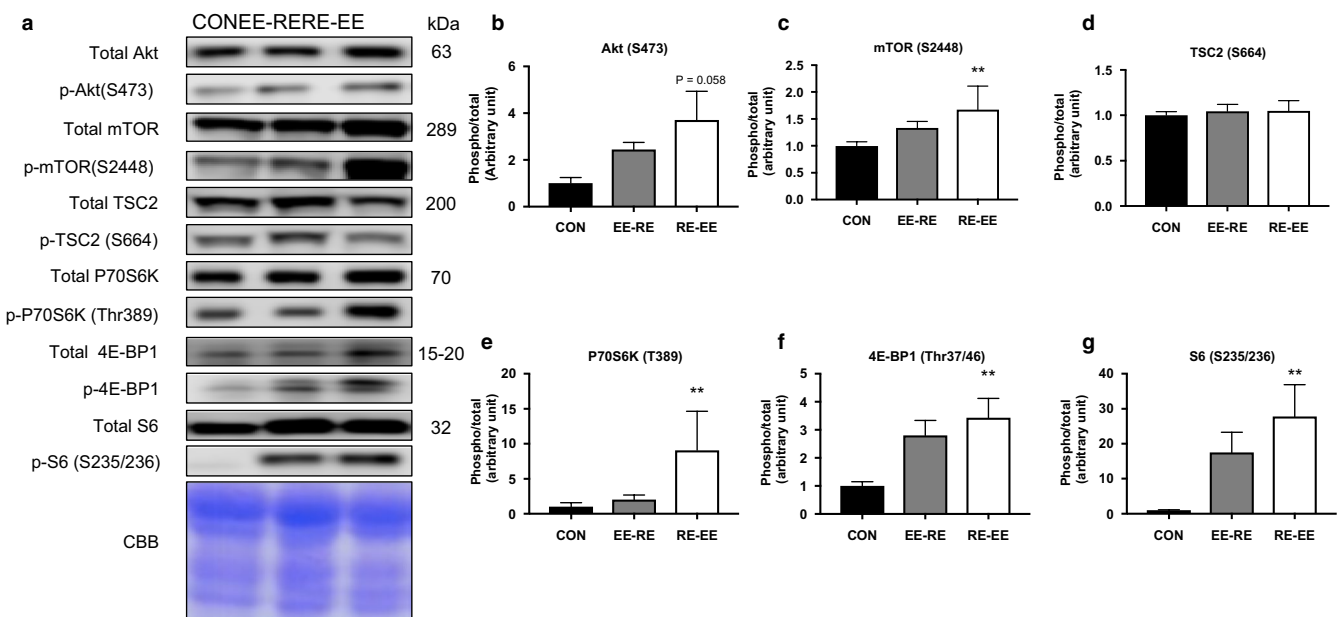 a
CONEE-RERE-EE
kDa
Total Akt
63
p-Akt(S473)
Total mTOR
289
p-mTOR(S2448)
Total TSC2
200
p-TSC2 (S664)
Total P70S6K
70
p-P70S6K (Thr389)
Total 4E-BP1
15-20
p-4E-BP1
Total S6
32
p-S6 (S235/236)
CBB
b
Akt (S473)
Phospho/total
(Arbitrary unit)
6
4
2
0
P = 0.058
CON EE-RE RE-EE
c
mTOR (S2448)
Phospho/total
(arbitrary unit)
2.5
2.0
1.5
1.0
0.5
0.0
**
CON EE-RE RE-EE
d
TSC2 (S664)
Phospho/total
(arbitrary unit)
1.5
1.0
0.5
0.0
CON EE-RE RE-EE
e
P70S6K (T389)
Phospho/total
(arbitrary unit)
20
15
10
5
0
**
CON EE-RE RE-EE
f
4E-BP1 (Thr37/46)
Phospho/total
(arbitrary unit)
5
4
3
2
1
0
**
CON EE-RE RE-EE
g
S6 (S235/236)
Phospho/total
(arbitrary unit)
40
30
20
10
0
**
CON EE-RE RE-EE